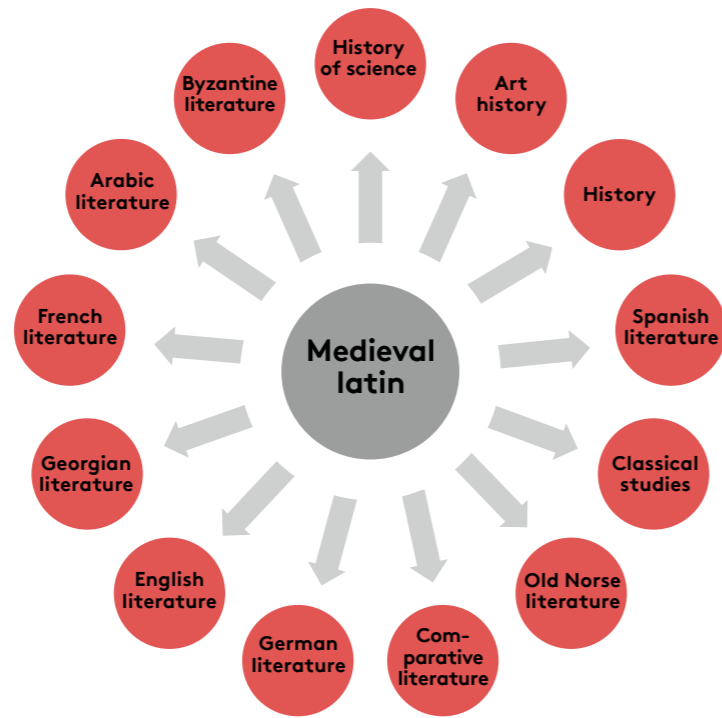 History
of science
Art
history
History
Spanish
literature
Classical
studies
Old Norse
literature
Com-
parative
literature
German
literature
English
literature
Georgian
literature
French
literature
Arabic
literature
Byzantine
literature
Medieval
latin